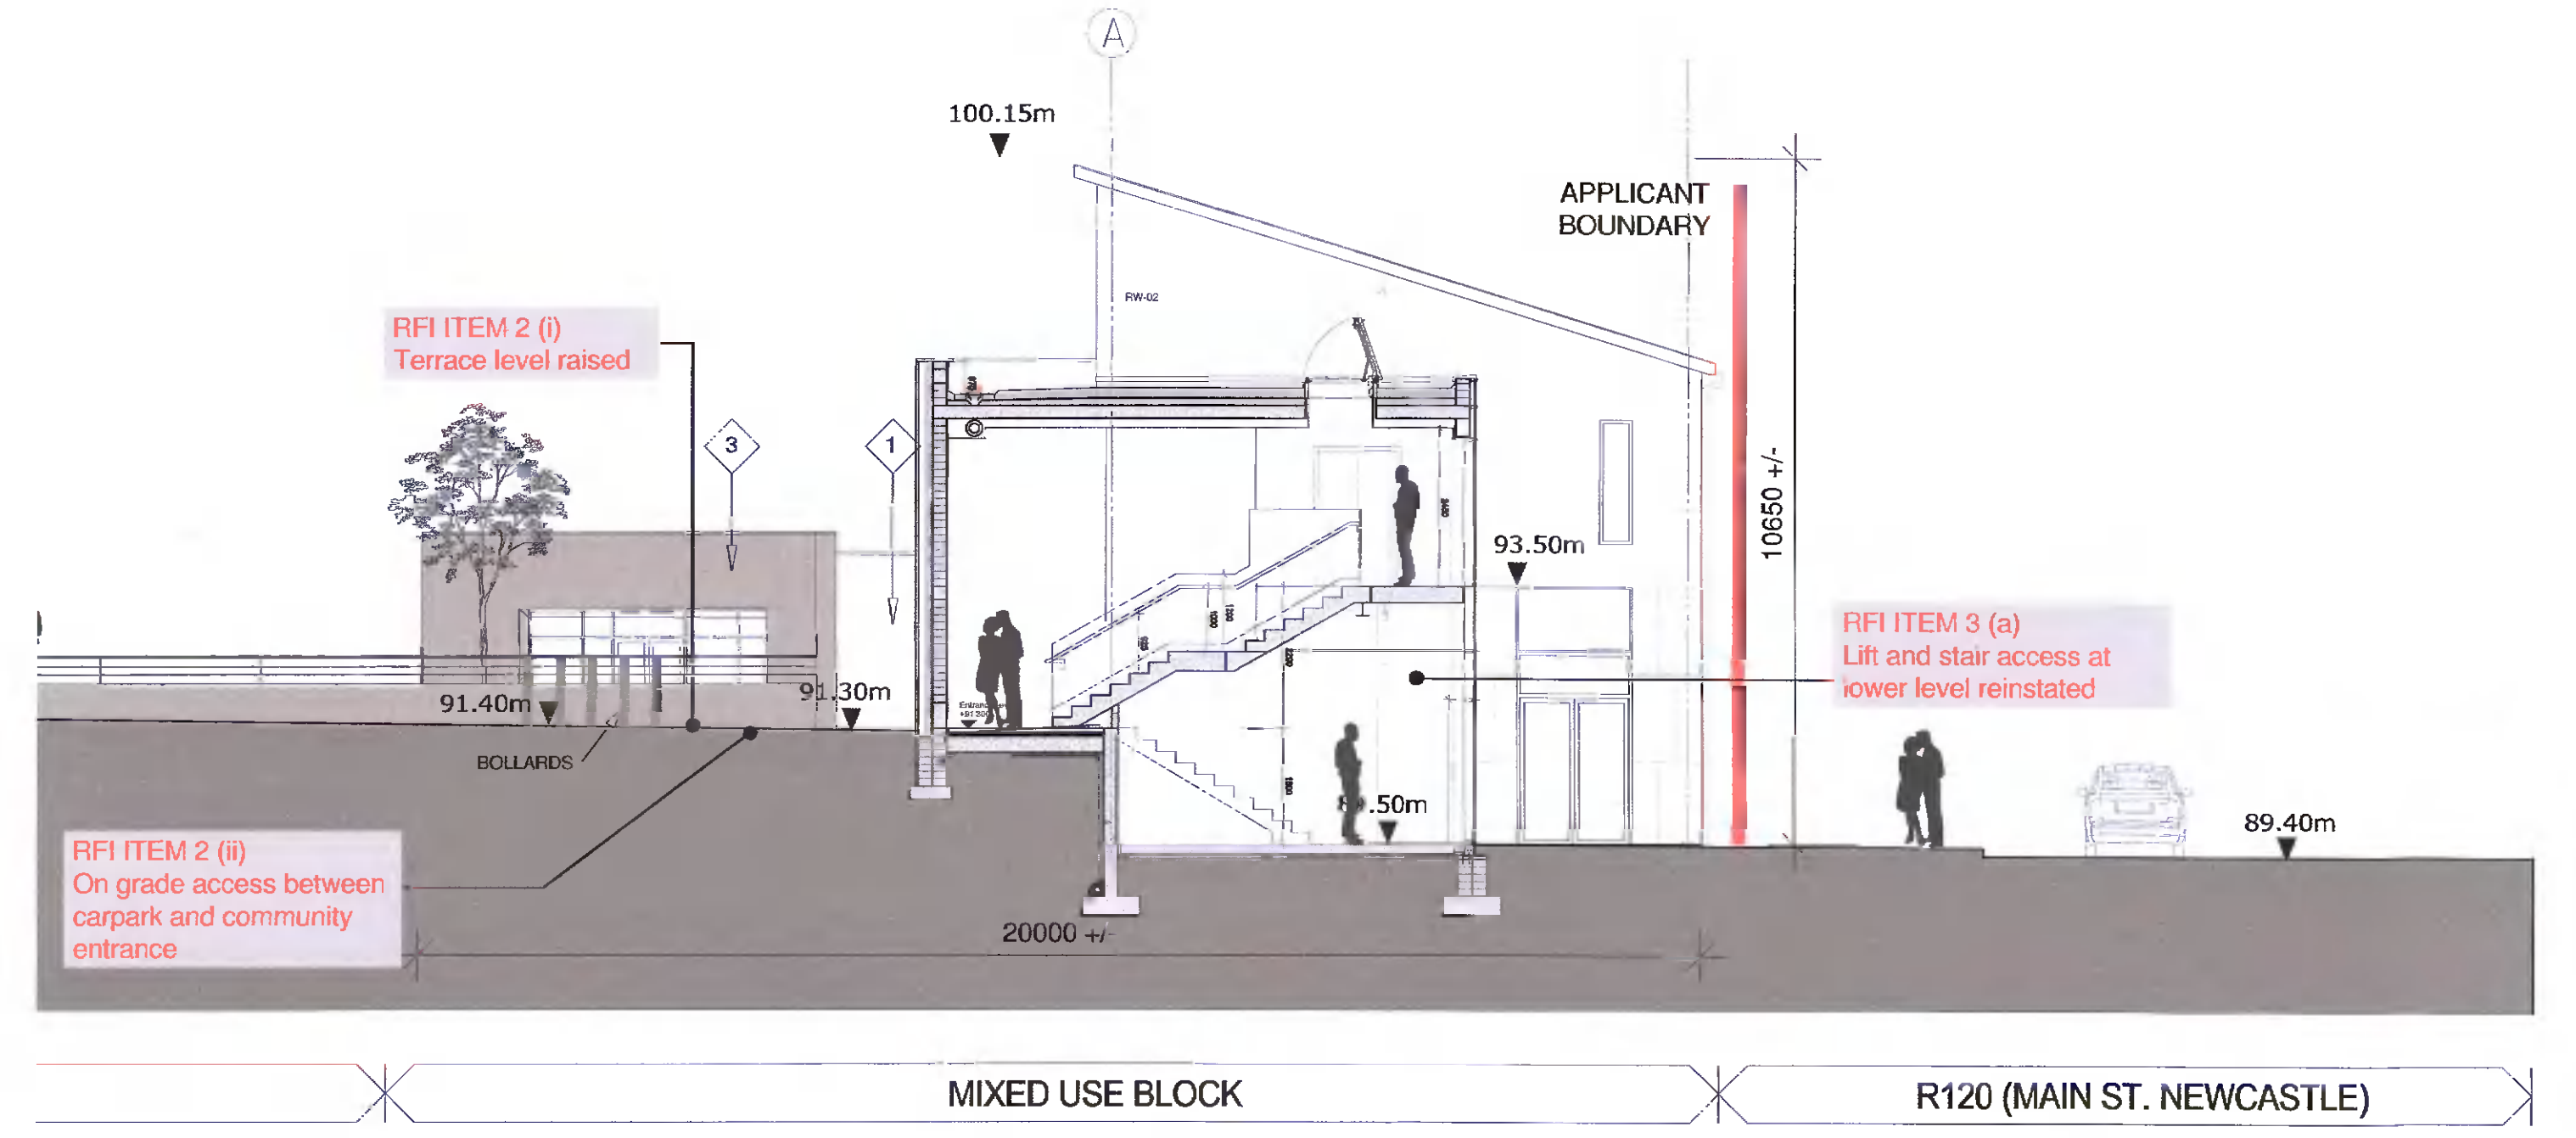 A
100.15m
APPLICANT
BOUNDARY
RW-02
RFI ITEM 2 (i)
Terrace level raised
3
1
10650 +/-
93.50m
RFI ITEM 3 (a)
Lift and stair access at
lower level reinstated
91.40m
91.30m
BOLLARDS
.50m
89.40m
RFI ITEM 2 (ii)
On grade access between
carpark and community
entrance
20000 +/-
MIXED USE BLOCK
R120 (MAIN ST. NEWCASTLE)